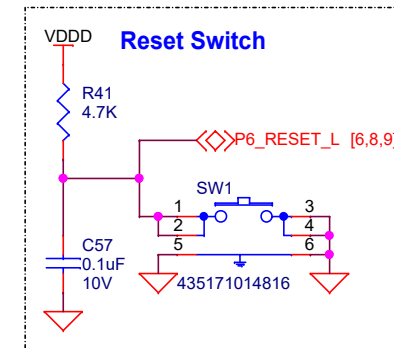 VDDD
Reset Switch
R41
4.7K
P6_RESET_L [6,8,9]
SW1
1
3
2
4
5
6
C57
0.1uF
10V
435171014816